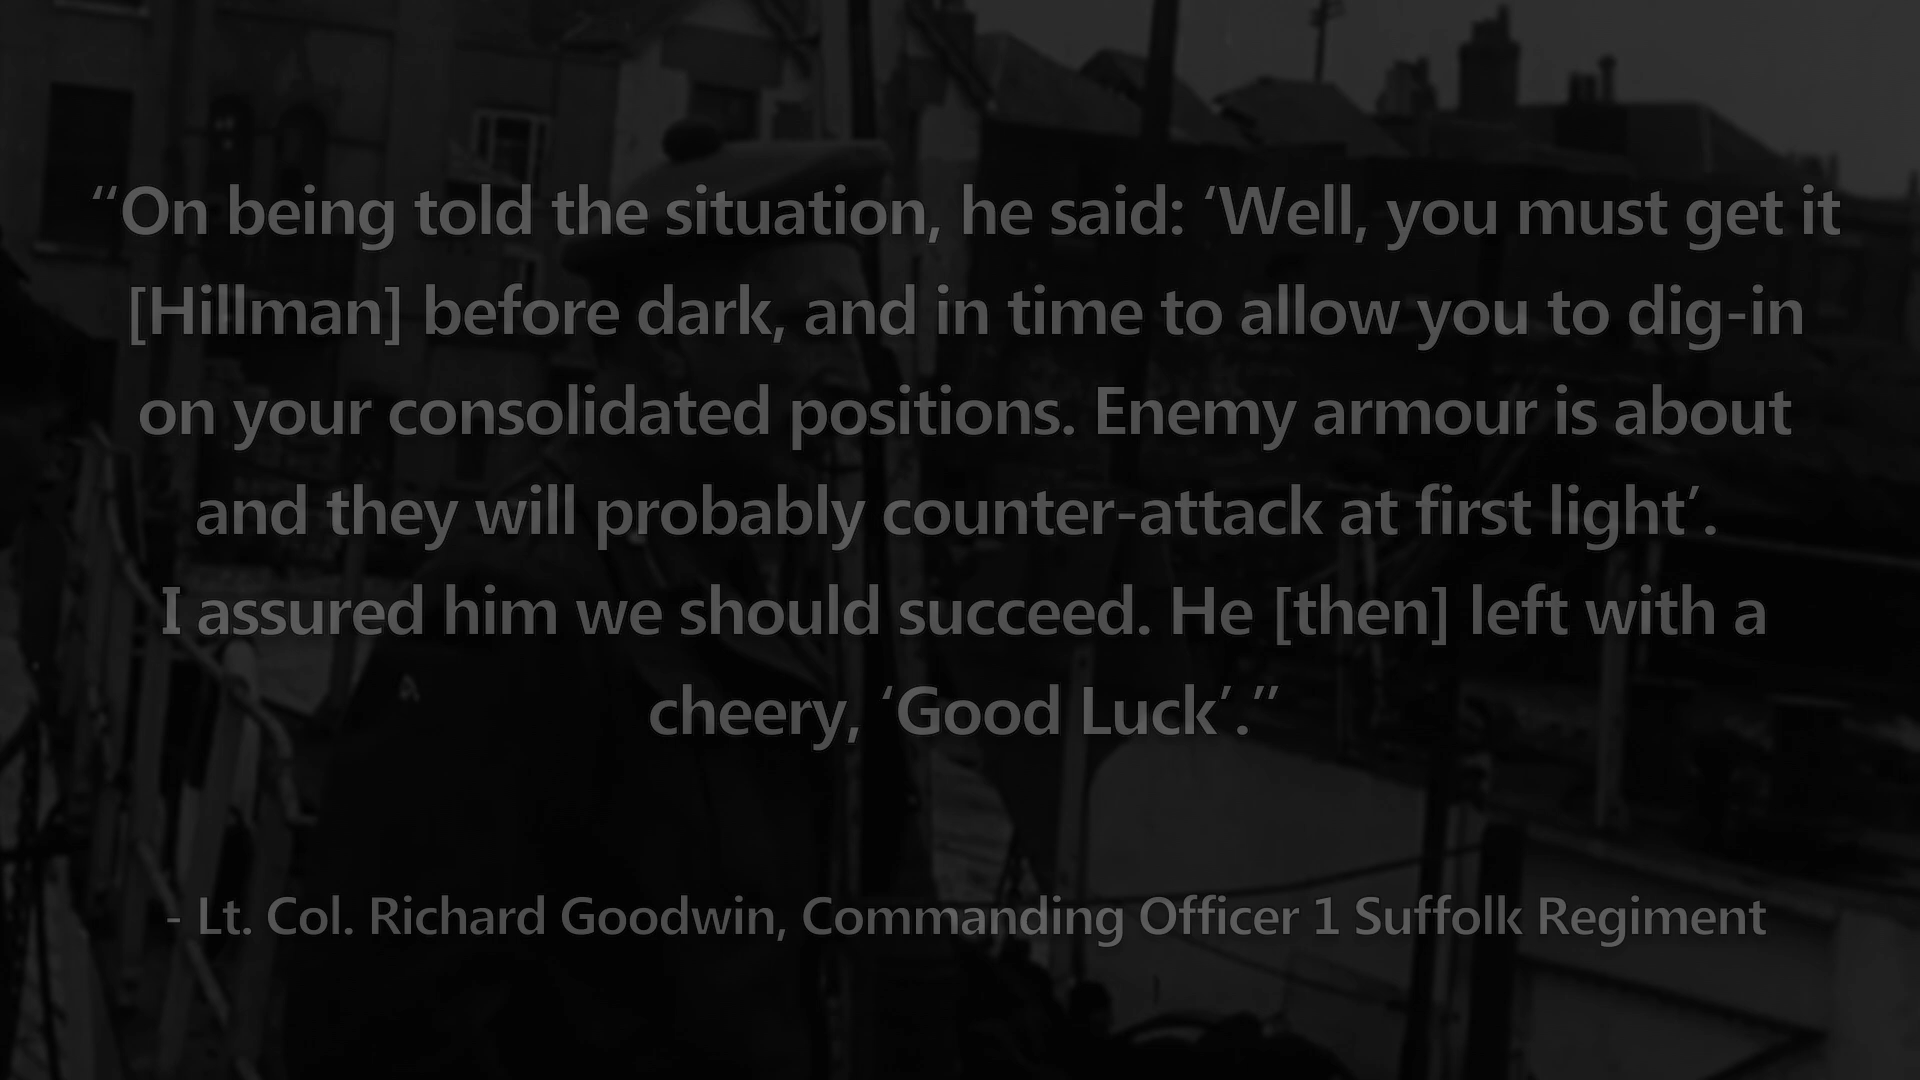 “On being told the situation, he said: ‘Well, you must get it
[Hillman] before dark, and in time to allow you to dig-in
on your consolidated positions. Enemy armour is about
and they will probably counter-attack at first light’.
I assured him we should succeed. He [then] left with a
cheery, ‘Good Luck’.”
- Lt. Col. Richard Goodwin, Commanding Officer 1 Suffolk Regiment